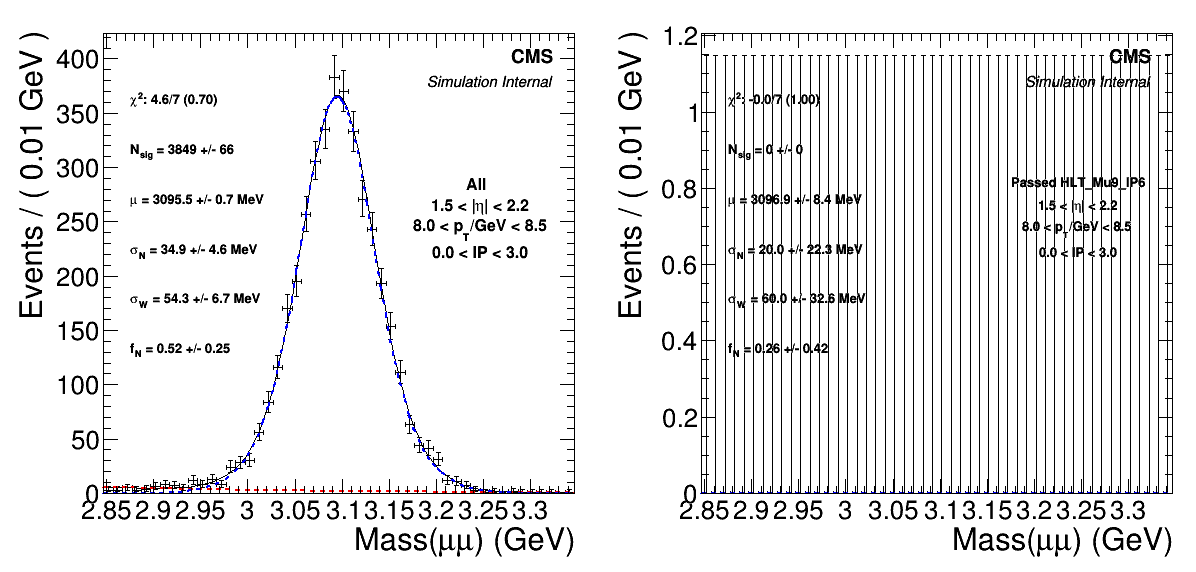 CMS
Simulation Internal
χ²: 4.6/7 (0.70)
N_sig = 3849 +/- 66
μ = 3095.5 +/- 0.7 MeV
σ_N = 34.9 +/- 4.6 MeV
σ_W = 54.3 +/- 6.7 MeV
f_N = 0.52 +/- 0.25
All
1.5 < |η| < 2.2
8.0 < p_T/GeV < 8.5
0.0 < IP < 3.0
Events / ( 0.01 GeV )
400
350
300
250
200
150
100
50
0
2.85 2.9 2.95 3 3.05 3.1 3.15 3.2 3.25 3.3
Mass(μμ) (GeV)
CMS
Simulation Internal
χ²: -0.0/7 (1.00)
N_sig = 0 +/- 0
μ = 3096.9 +/- 8.4 MeV
σ_N = 20.0 +/- 22.3 MeV
σ_W = 60.0 +/- 32.6 MeV
f_N = 0.26 +/- 0.42
Passed HLT_Mu9_IP6
1.5 < |η| < 2.2
8.0 < p_T/GeV < 8.5
0.0 < IP < 3.0
Events / ( 0.01 GeV )
1.2
1
0.8
0.6
0.4
0.2
0
2.85 2.9 2.95 3 3.05 3.1 3.15 3.2 3.25 3.3
Mass(μμ) (GeV)